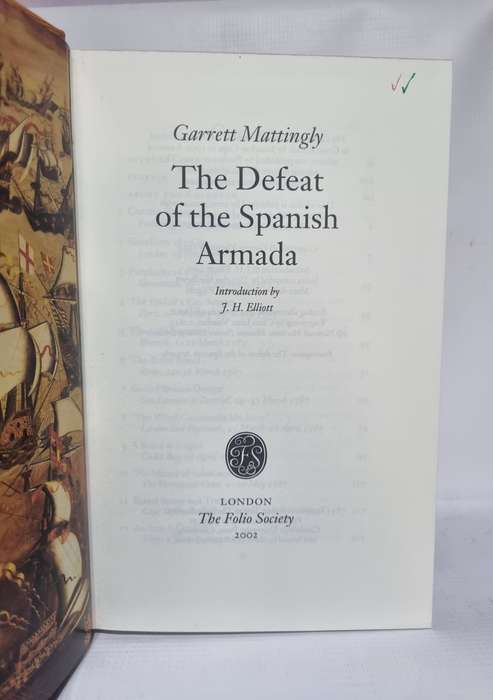 Garrett Mattingly
The Defeat
of the Spanish
Armada
Introduction by
J. H. Elliott
FS
LONDON
The Folio Society
2002